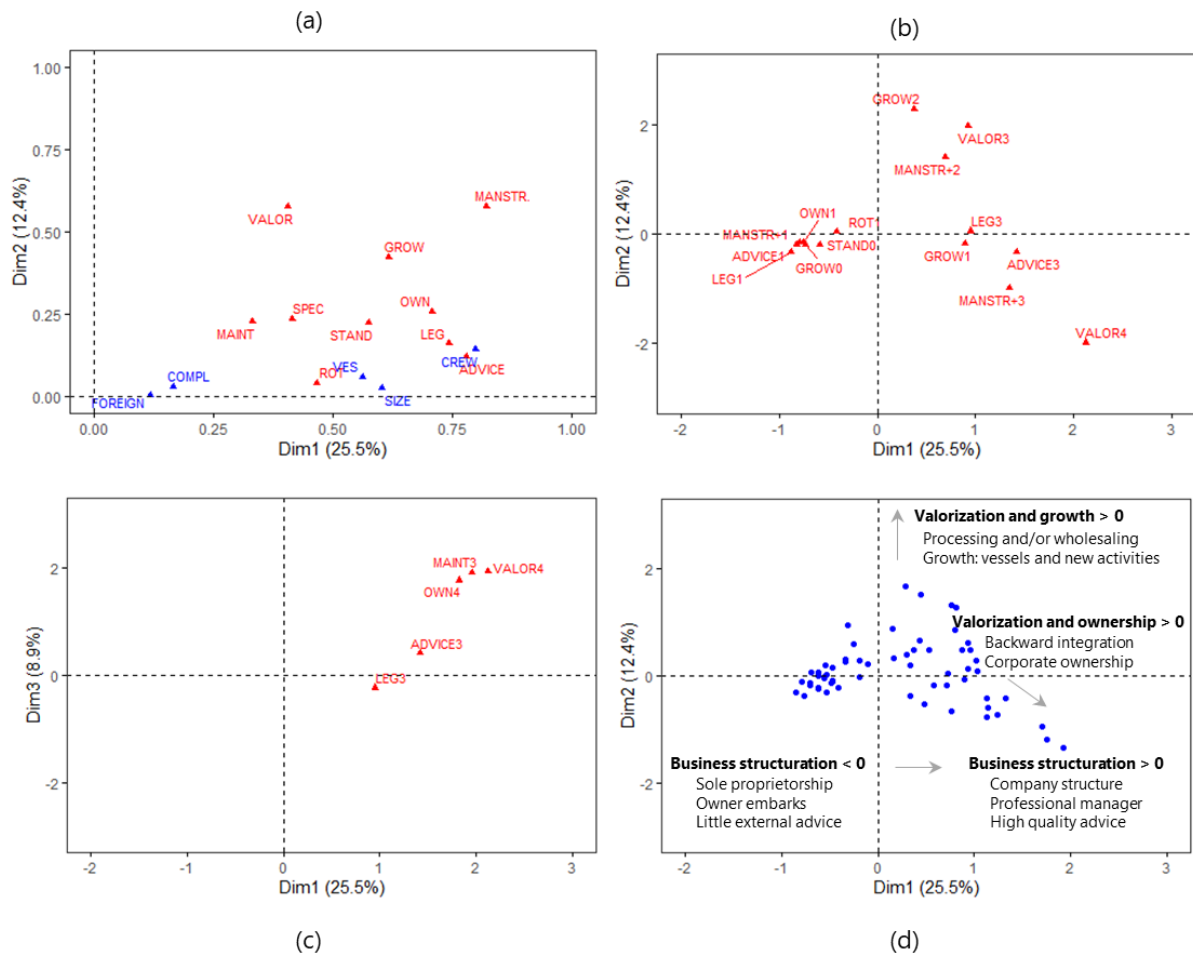 (a)
1.00
0.75
0.50
0.25
0.00
Dim2 (12.4%)
MANSTR.
VALOR
GROW
OWN
SPEC
MAINT
STAND
LEG
VES
CREW
ADVICE
COMPL
ROT
FOREIGN
SIZE
0.00 0.25 0.50 0.75 1.00
Dim1 (25.5%)
(b)
2
0
-2
Dim2 (12.4%)
GROW2
VALOR3
MANSTR+2
OWN1
ROT1
LEG3
MANSTR+1
STAND0
ADVICE1
GROW0
GROW1
ADVICE3
LEG1
MANSTR+3
VALOR4
-2 -1 0 1 2 3
Dim1 (25.5%)
2
0
-2
Dim3 (8.9%)
MAINT3
VALOR4
OWN4
ADVICE3
LEG3
-2 -1 0 1 2 3
Dim1 (25.5%)
(c)
2
0
-2
Dim2 (12.4%)
Valorization and growth > 0
Processing and/or wholesaling
Growth: vessels and new activities
Valorization and ownership > 0
Backward integration
Corporate ownership
Business structuration < 0
Sole proprietorship
Owner embarks
Little external advice
Business structuration > 0
Company structure
Professional manager
High quality advice
-2 -1 0 1 2 3
Dim1 (25.5%)
(d)